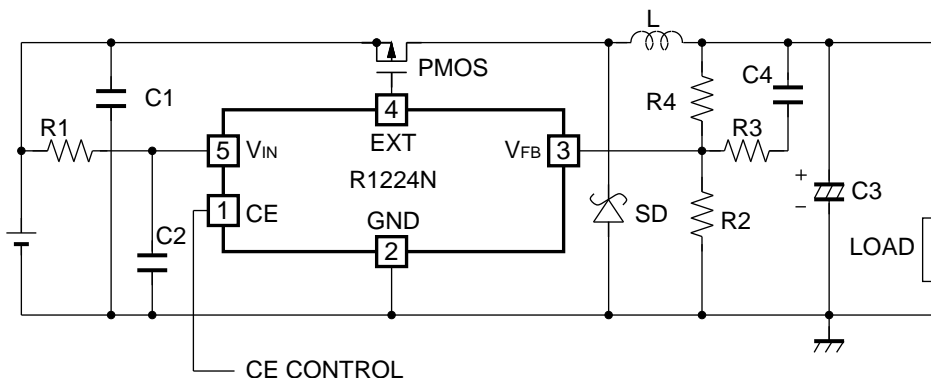 L
PMOS
C4
C1
R4
4
R1
EXT
R3
5
VIN
VFB
3
R1224N
1
CE
GND
C2
2
SD
R2
+
−
C3
LOAD
CE CONTROL